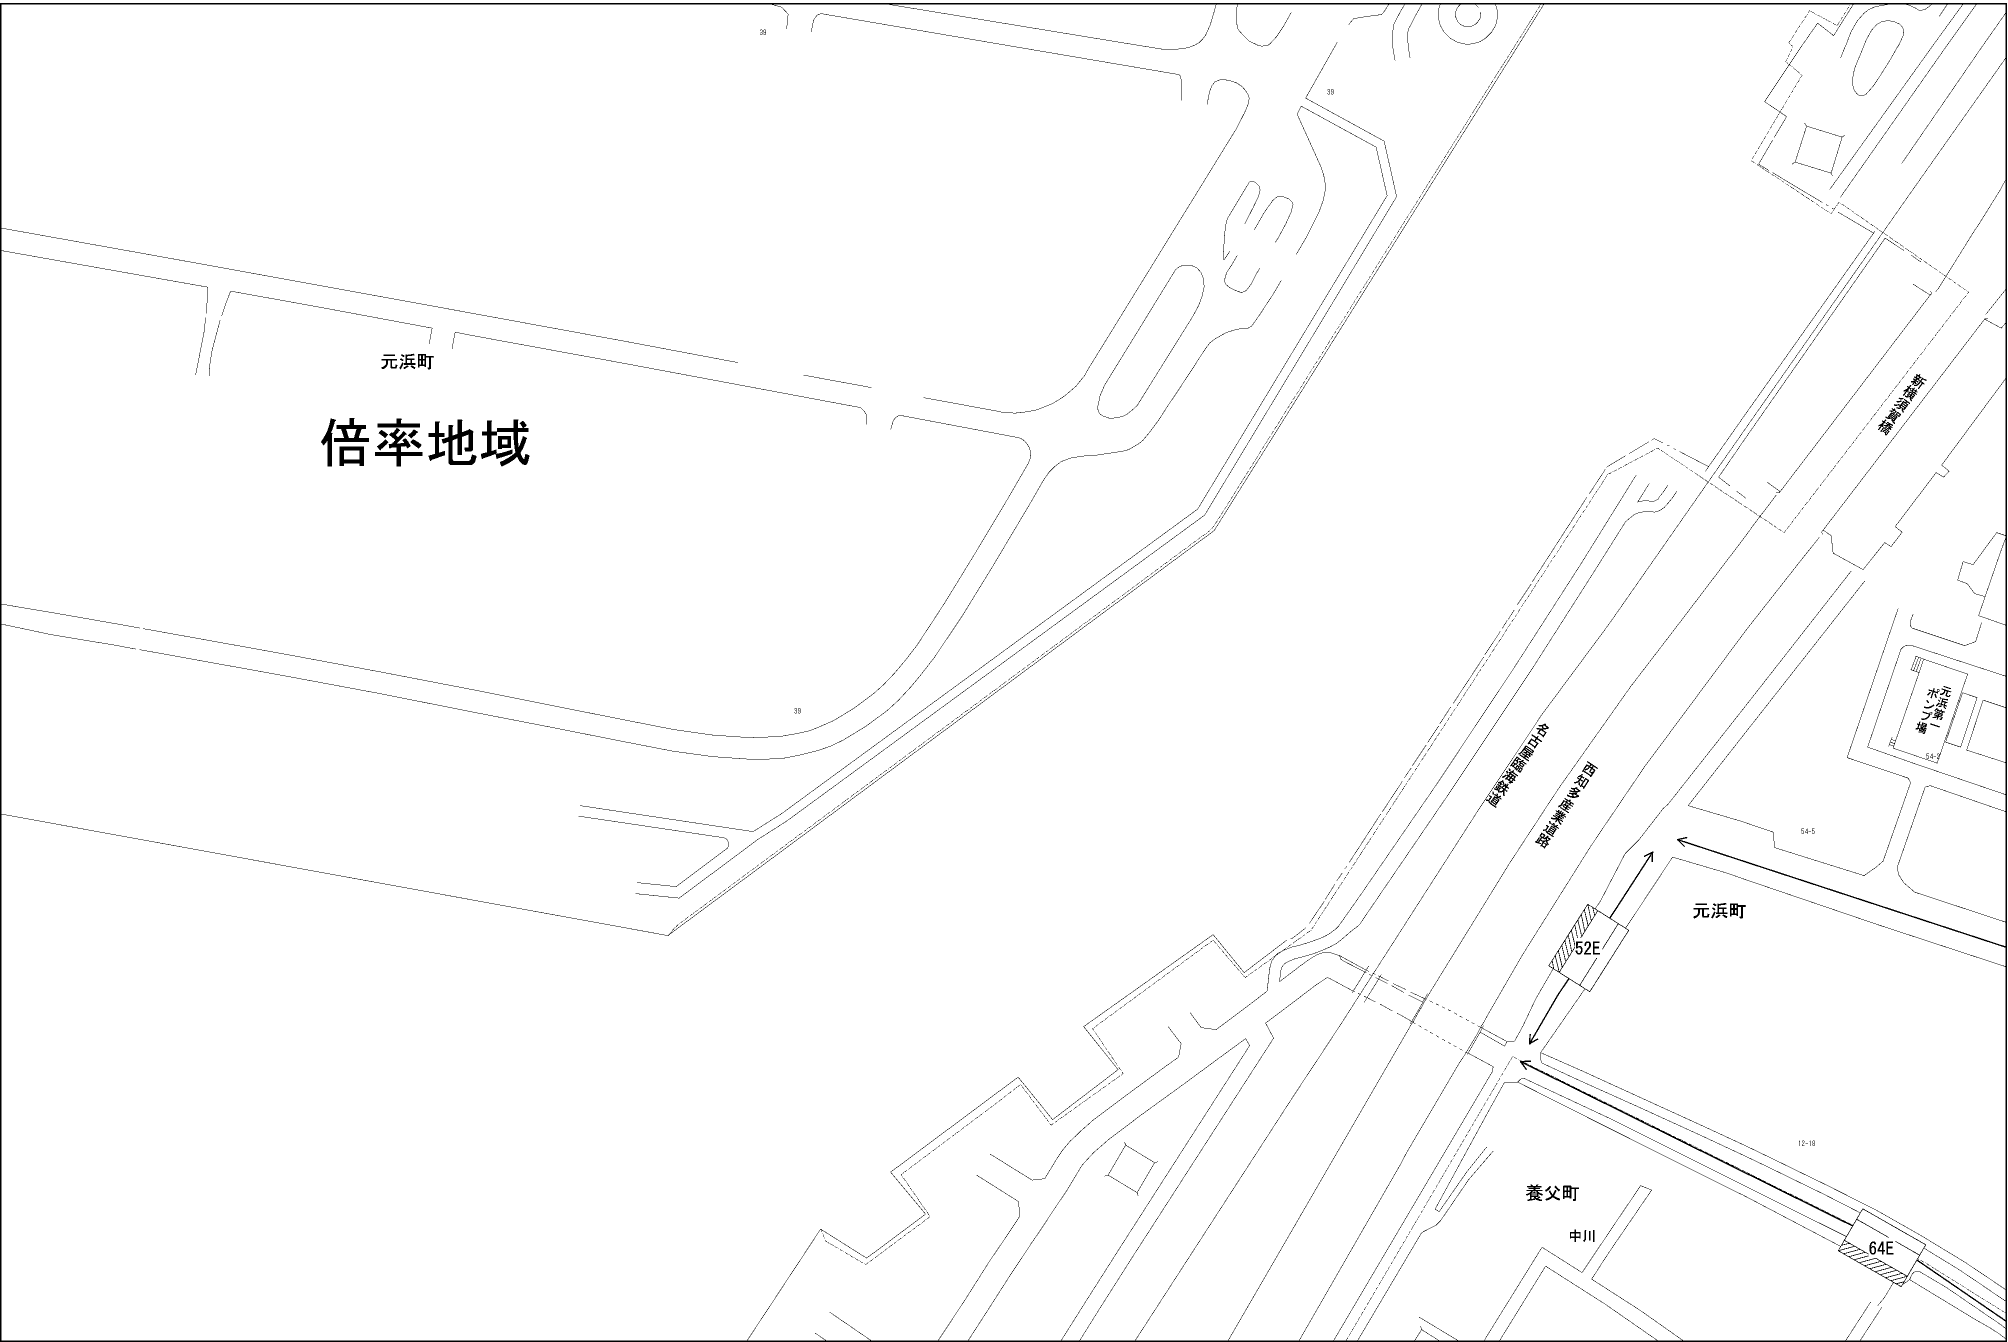 39
39
元浜町
倍率地域
新横須賀橋
元浜第一
ポンプ場
54-2
39
名古屋臨海鉄道
西知多産業道路
54-5
元浜町
52E
12-18
養父町
中川
64E